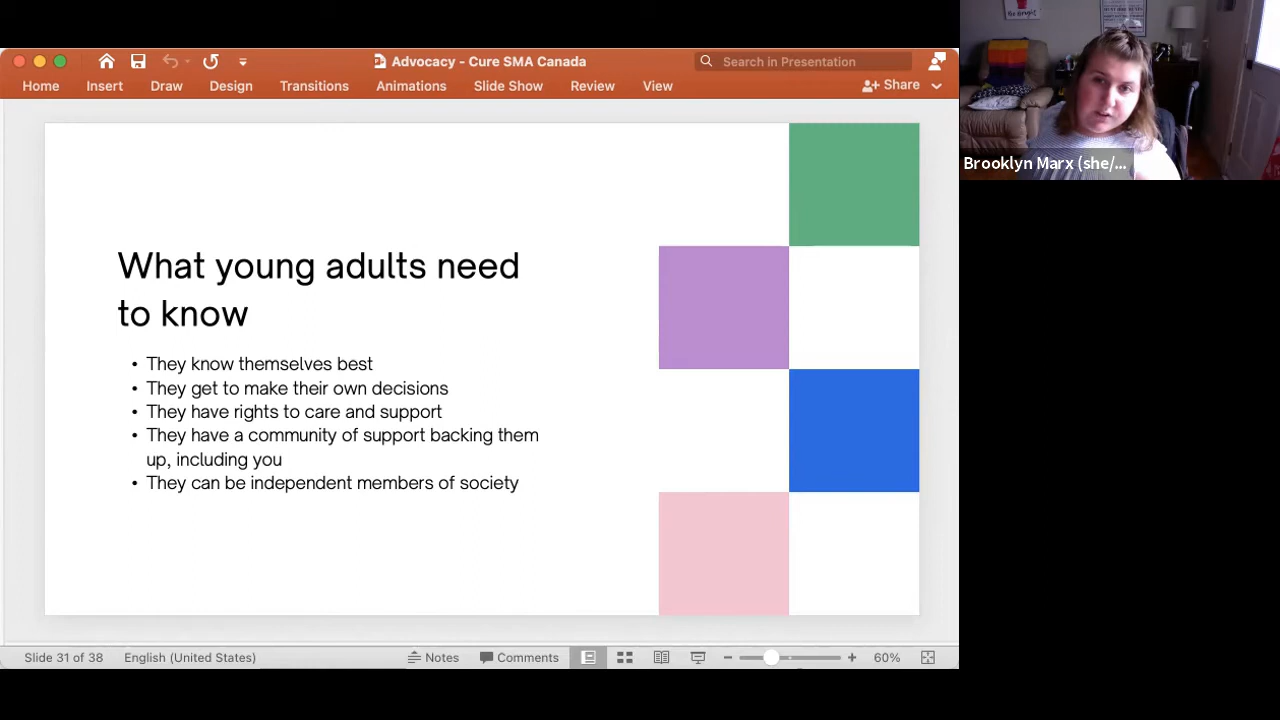 Advocacy - Cure SMA Canada
Search in Presentation
Home Insert Draw Design Transitions Animations Slide Show Review View Share
What young adults need
to know
• They know themselves best
• They get to make their own decisions
• They have rights to care and support
• They have a community of support backing them
up, including you
• They can be independent members of society
Slide 31 of 38 English (United States) Notes Comments 60%
Brooklyn Marx (she/...